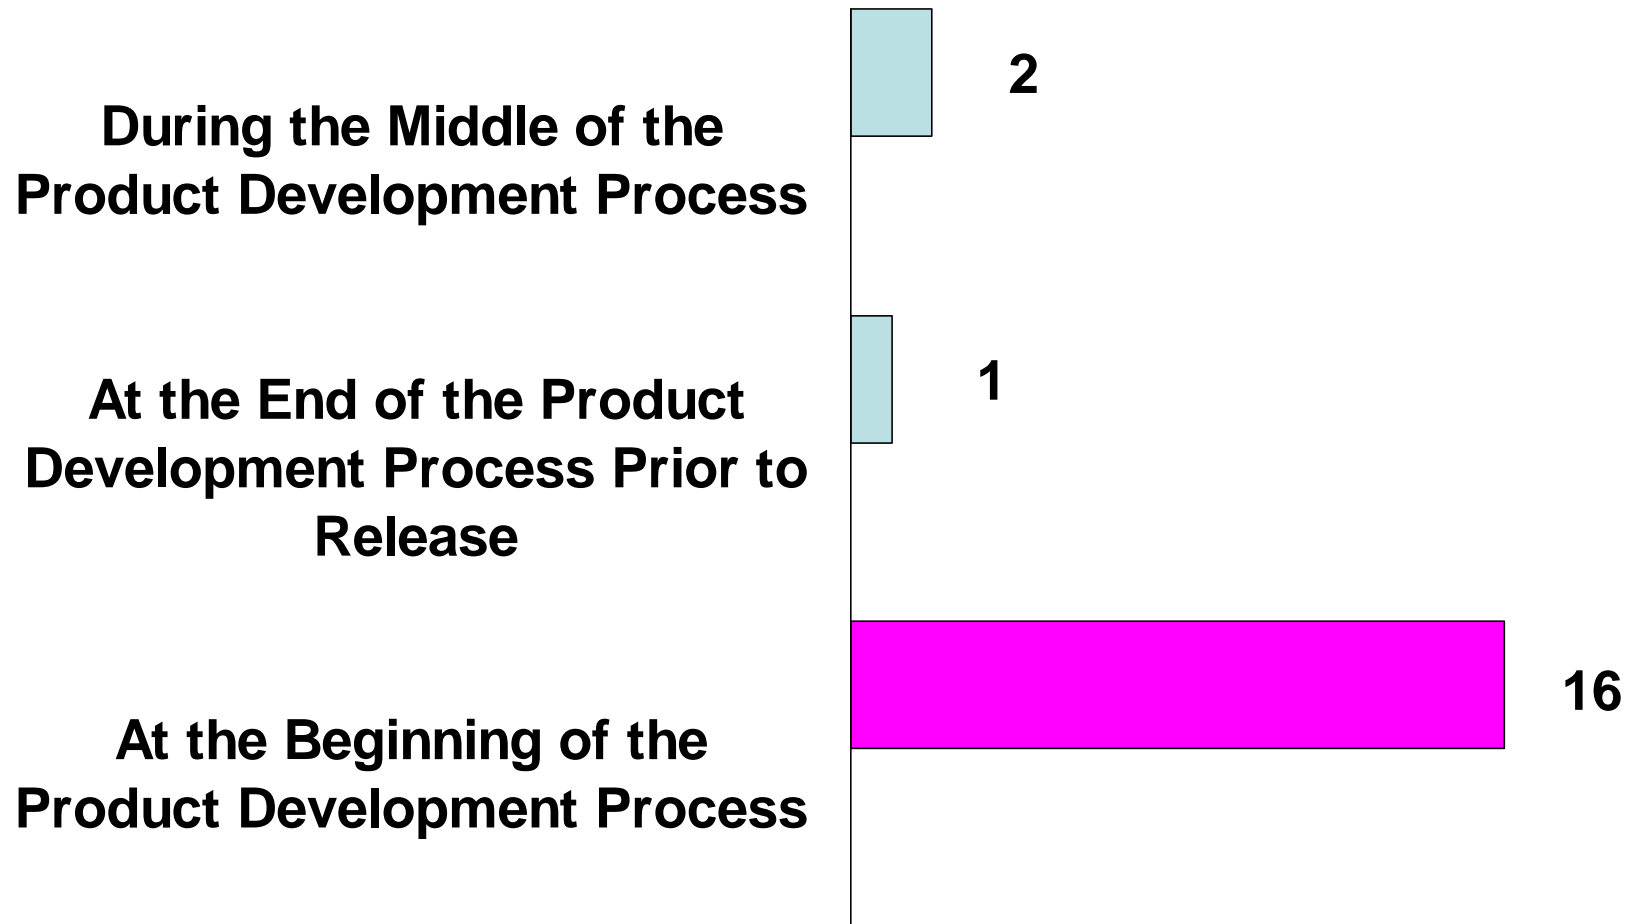 2
During the Middle of the
Product Development Process
1
At the End of the Product
Development Process Prior to
Release
16
At the Beginning of the
Product Development Process